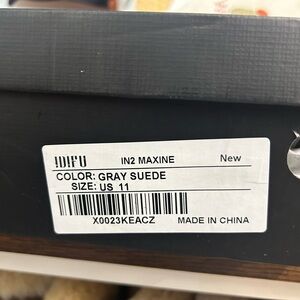 IDIFU IN2 MAXINE New
COLOR: GRAY SUEDE
SIZE: US 11
X0023KEACZ MADE IN CHINA